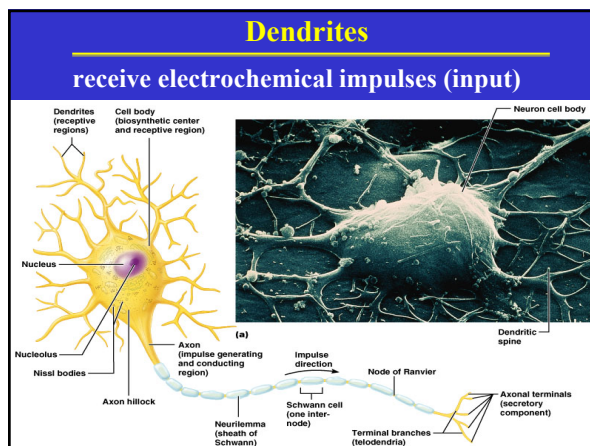 Dendrites
receive electrochemical impulses (input)
Dendrites
(receptive
regions)
Cell body
(biosynthetic center
and receptive region)
Neuron cell body
Nucleus
Nucleolus
Nissl bodies
Axon hillock
Axon
(impulse generating
and conducting
region)
(a)
Dendritic
spine
Impulse
direction
Node of Ranvier
Neurilemma
(sheath of
Schwann)
Schwann cell
(one inter-
node)
Axonal terminals
(secretory
component)
Terminal branches
(telodendria)